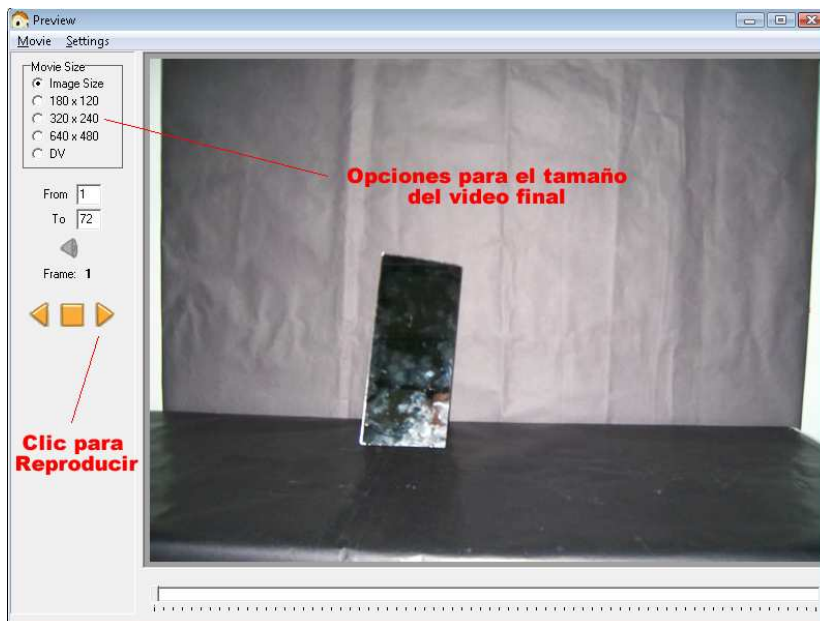 Preview
Movie Settings
Movie Size
Image Size
180 x 120
320 x 240
640 x 480
DV
From 1
To 72
Frame: 1
Opciones para el tamaño
del video final
Clic para
Reproducir